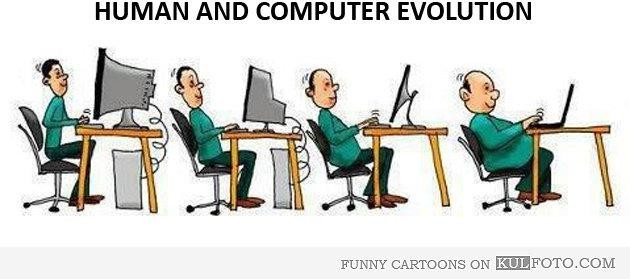 HUMAN AND COMPUTER EVOLUTION
FUNNY CARTOONS ON KULFOTO.COM